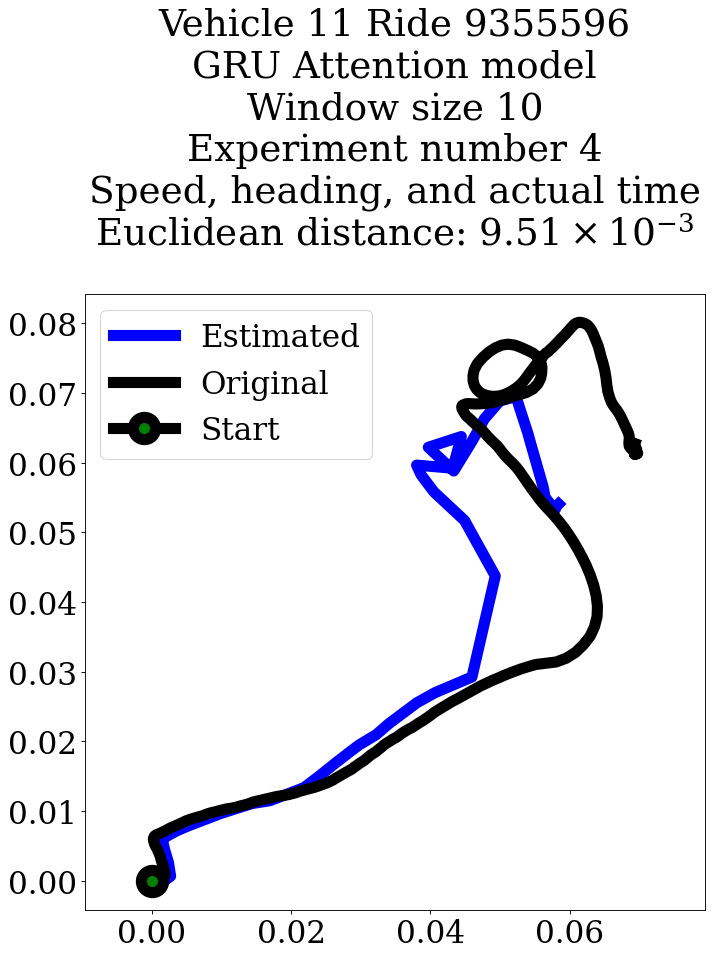 Vehicle 11 Ride 9355596
GRU Attention model
Window size 10
Experiment number 4
Speed, heading, and actual time
Euclidean distance: 9.51 × 10⁻³
Estimated
Original
Start
0.08
0.07
0.06
0.05
0.04
0.03
0.02
0.01
0.00
0.00 0.02 0.04 0.06